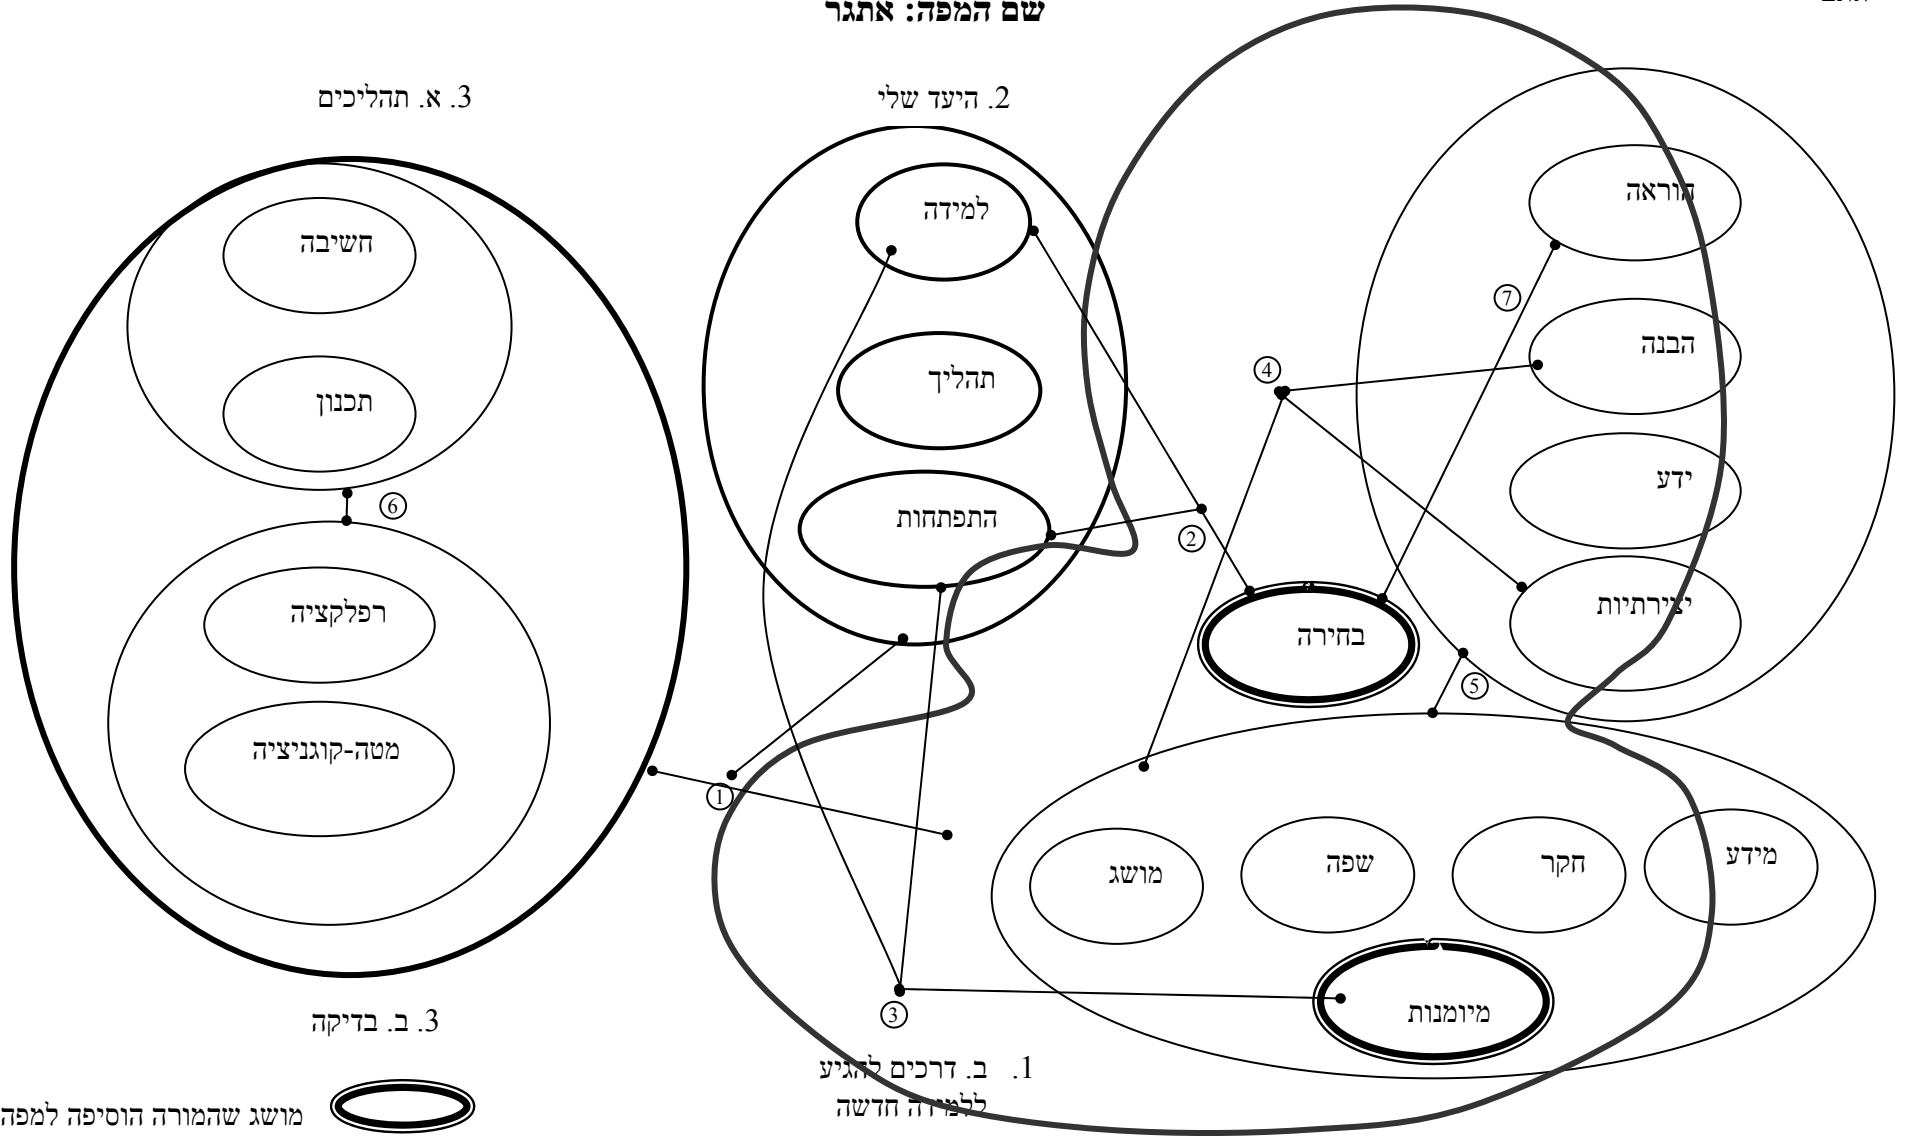 שם המפה: אתגר
2. היעד שלי
3. א. תהליכים
הוראה
הבנה
ידע
יצירתיות
למידה
תהליך
התפתחות
חשיבה
תכנון
רפלקציה
מטה-קוגניציה
בחירה
מידע
חקר
שפה
מושג
מיומנות
7
4
2
5
6
1
3
1. ב. דרכים להגיע
ללמידה חדשה
3. ב. בדיקה
מושג שהמורה הוסיפה למפה